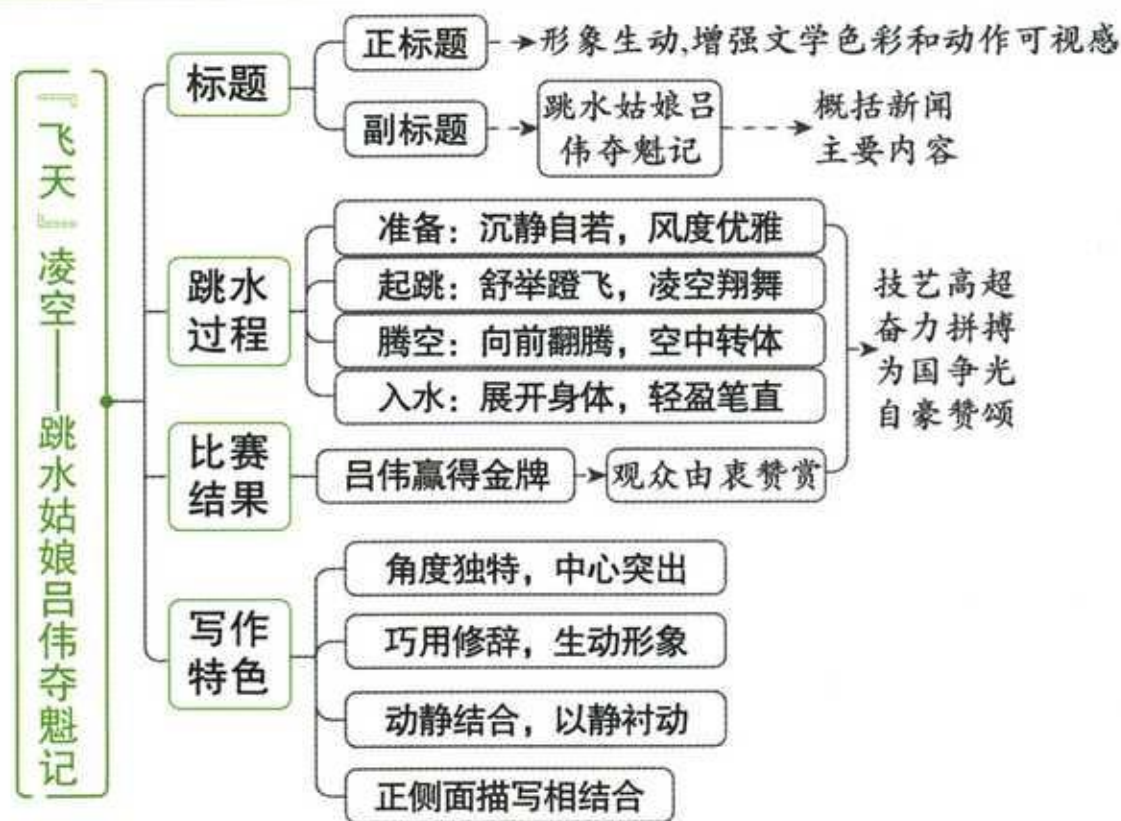 『飞天』凌空——跳水姑娘吕伟夺魁记
标题
正标题
形象生动,增强文学色彩和动作可视感
副标题
跳水姑娘吕
伟夺魁记
概括新闻
主要内容
跳水
过程
准备：沉静自若，风度优雅
起跳：舒举蹬飞，凌空翔舞
腾空：向前翻腾，空中转体
入水：展开身体，轻盈笔直
技艺高超
奋力拼搏
为国争光
自豪赞颂
比赛
结果
吕伟赢得金牌
观众由衷赞赏
写作
特色
角度独特，中心突出
巧用修辞，生动形象
动静结合，以静衬动
正侧面描写相结合